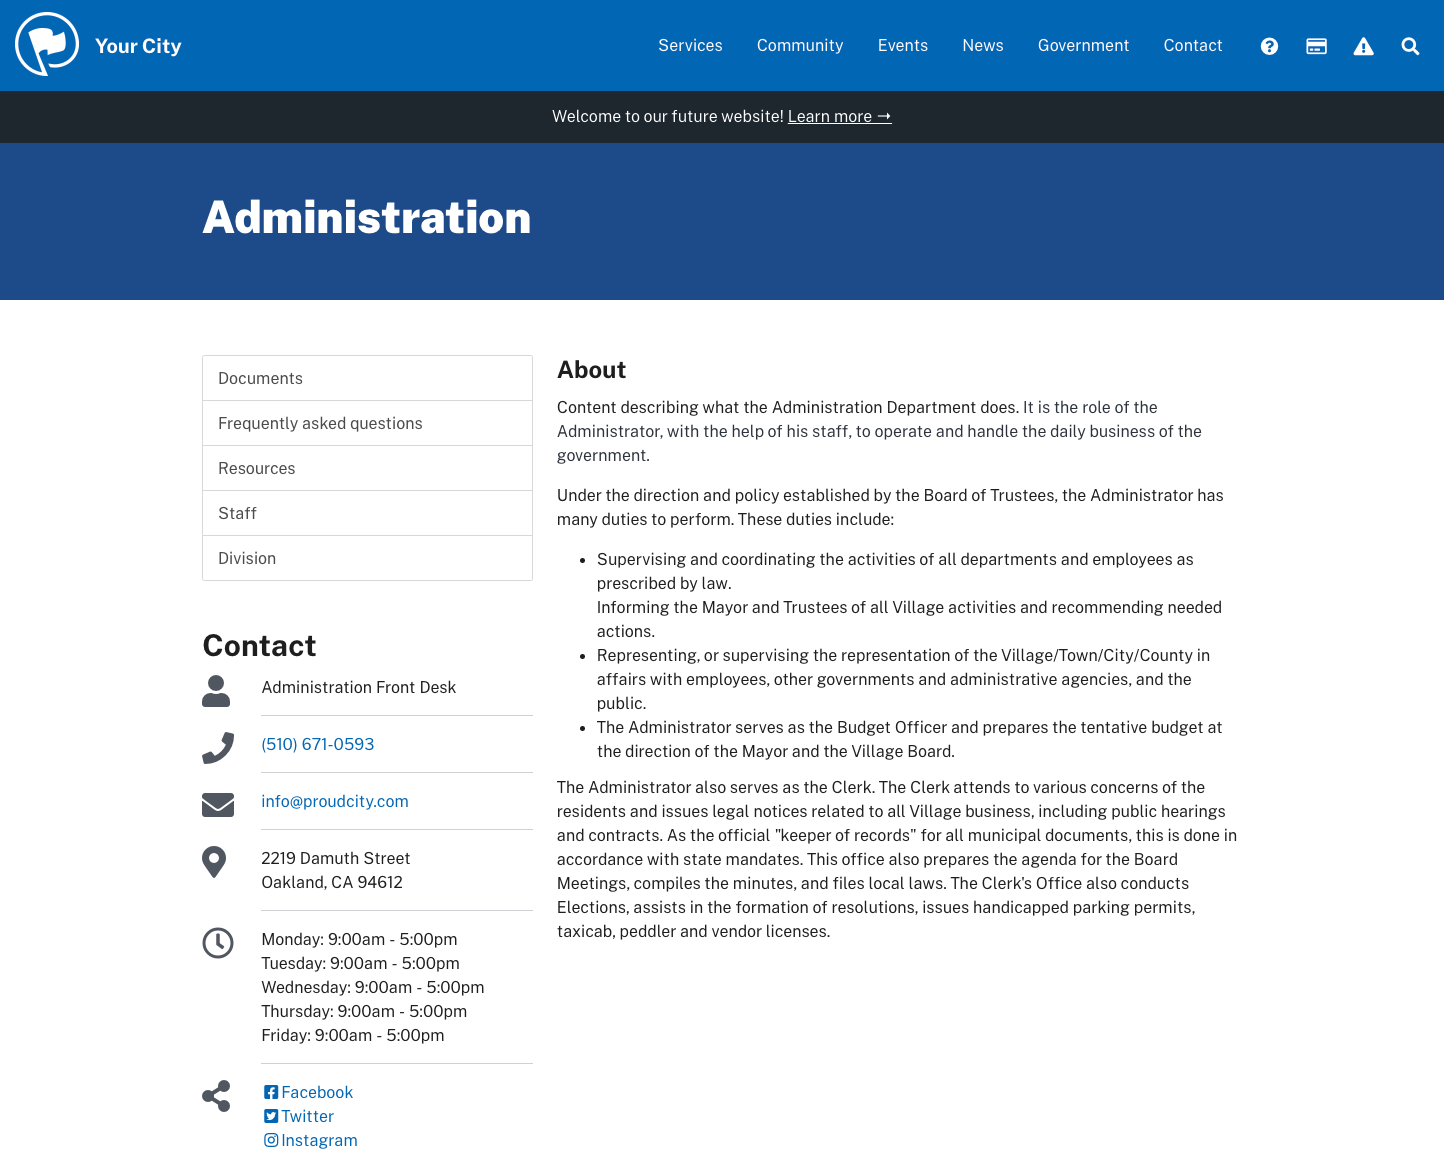 Your City
Services Community Events News Government Contact
Welcome to our future website! Learn more ➝
Administration
Documents
Frequently asked questions
Resources
Staff
Division
Contact
Administration Front Desk
(510) 671-0593
info@proudcity.com
2219 Damuth Street
Oakland, CA 94612
Monday: 9:00am - 5:00pm
Tuesday: 9:00am - 5:00pm
Wednesday: 9:00am - 5:00pm
Thursday: 9:00am - 5:00pm
Friday: 9:00am - 5:00pm
Facebook
Twitter
Instagram
About
Content describing what the Administration Department does. It is the role of the
Administrator, with the help of his staff, to operate and handle the daily business of the
government.
Under the direction and policy established by the Board of Trustees, the Administrator has
many duties to perform. These duties include:
• Supervising and coordinating the activities of all departments and employees as
prescribed by law.
Informing the Mayor and Trustees of all Village activities and recommending needed
actions.
• Representing, or supervising the representation of the Village/Town/City/County in
affairs with employees, other governments and administrative agencies, and the
public.
• The Administrator serves as the Budget Officer and prepares the tentative budget at
the direction of the Mayor and the Village Board.
The Administrator also serves as the Clerk. The Clerk attends to various concerns of the
residents and issues legal notices related to all Village business, including public hearings
and contracts. As the official "keeper of records" for all municipal documents, this is done in
accordance with state mandates. This office also prepares the agenda for the Board
Meetings, compiles the minutes, and files local laws. The Clerk's Office also conducts
Elections, assists in the formation of resolutions, issues handicapped parking permits,
taxicab, peddler and vendor licenses.